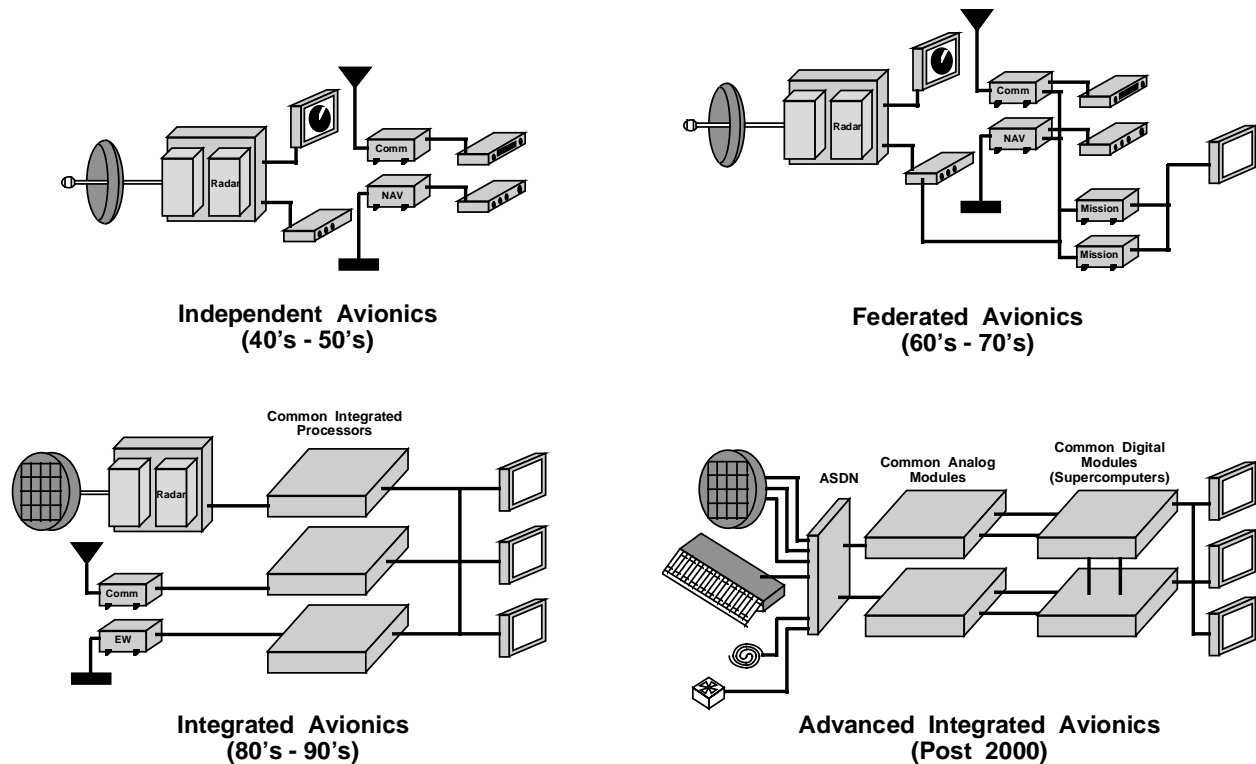 Radar
Comm
NAV
Independent Avionics
(40's - 50's)
Radar
Comm
NAV
Mission
Mission
Federated Avionics
(60's - 70's)
Common Integrated
Processors
Radar
Comm
EW
Integrated Avionics
(80's - 90's)
ASDN
Common Analog
Modules
Common Digital
Modules
(Supercomputers)
Advanced Integrated Avionics
(Post 2000)